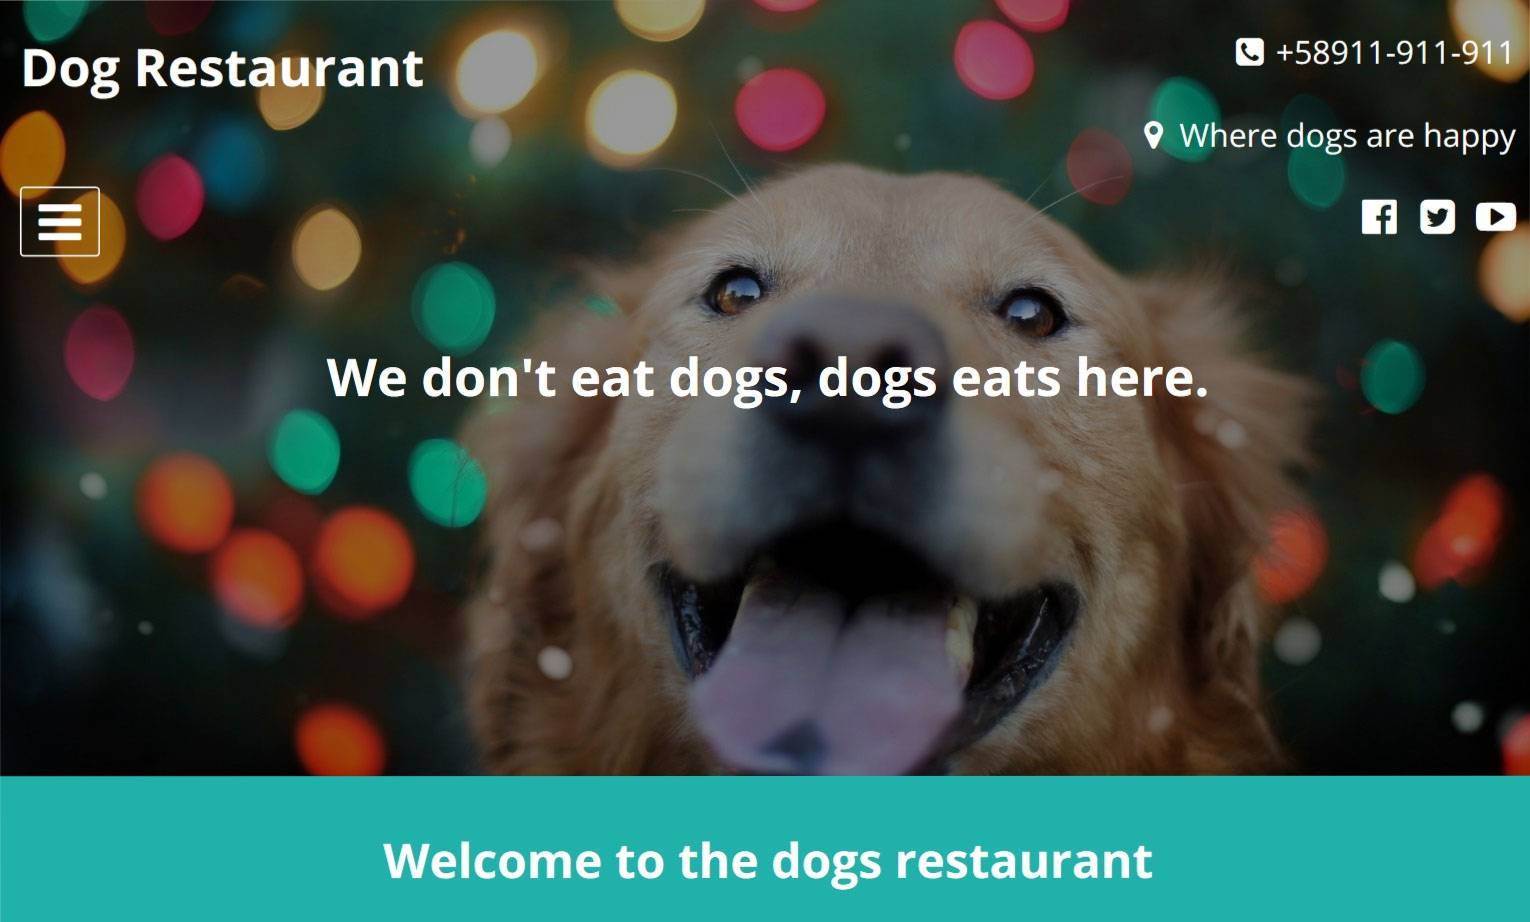 Dog Restaurant
+58911-911-911
Where dogs are happy
We don't eat dogs, dogs eats here.
Welcome to the dogs restaurant